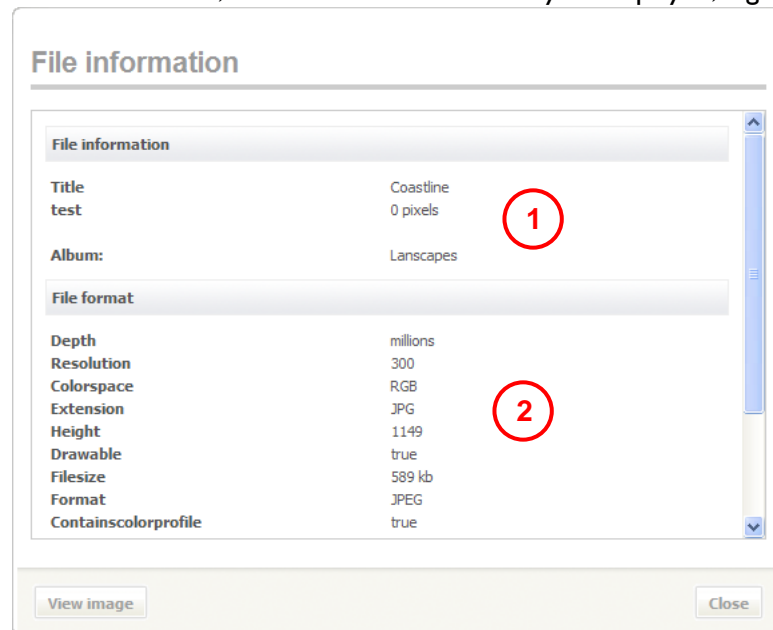 File information
File information
Title Coastline
test 0 pixels
1
Album: Lanscapes
File format
Depth millions
Resolution 300
Colorspace RGB
Extension JPG
2
Height 1149
Drawable true
Filesize 589 kb
Format JPEG
Containscolorprofile true
View image Close